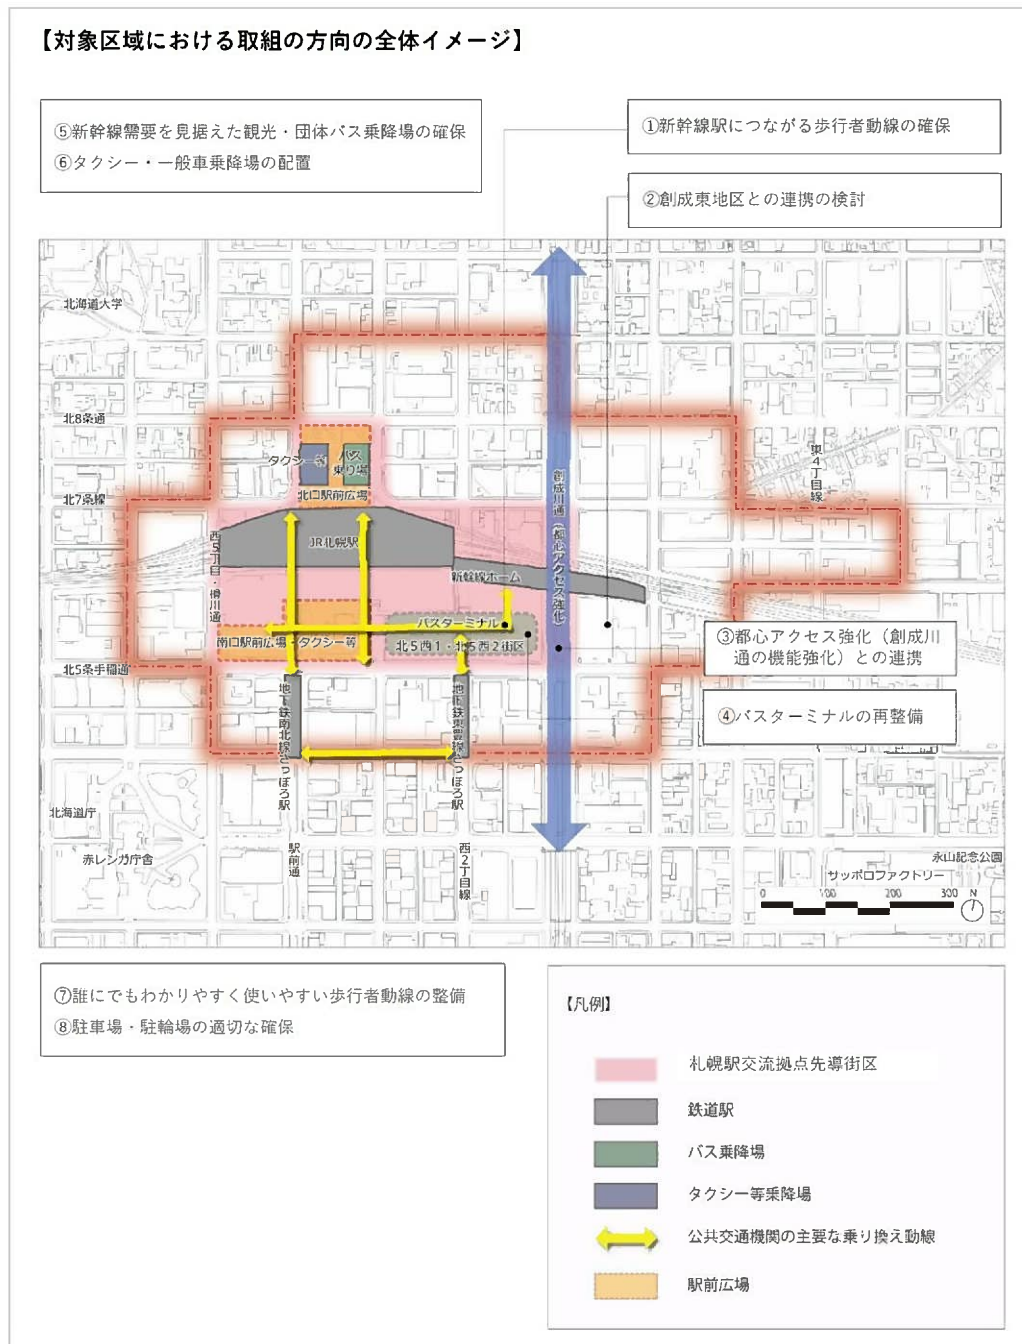 【対象区域における取組の方向の全体イメージ】
⑤新幹線需要を見据えた観光・団体バス乗降場の確保
⑥タクシー・一般車乗降場の配置
①新幹線駅につながる歩行者動線の確保
②創成東地区との連携の検討
北海道大学
北8条通
タクシー等
バス
乗り場
北7条線
北口駅前広場
東4丁目線
創成川通(都心アクセス強化)
西5丁目・樽川通
JR札幌駅
新幹線ホーム
バスターミナル
南口駅前広場・タクシー等
北5西1・北5西2街区
③都心アクセス強化(創成川
通の機能強化)との連携
北5条手稲通
④バスターミナルの再整備
地下鉄南北線さっぽろ駅
地下鉄東豊線さっぽろ駅
北海道庁
赤レンガ庁舎
駅前通
西2丁目線
永山記念公園
サッポロファクトリー
0 100 200 300 N
⑦誰にでもわかりやすく使いやすい歩行者動線の整備
⑧駐車場・駐輪場の適切な確保
【凡例】
札幌駅交流拠点先導街区
鉄道駅
バス乗降場
タクシー等乗降場
公共交通機関の主要な乗り換え動線
駅前広場